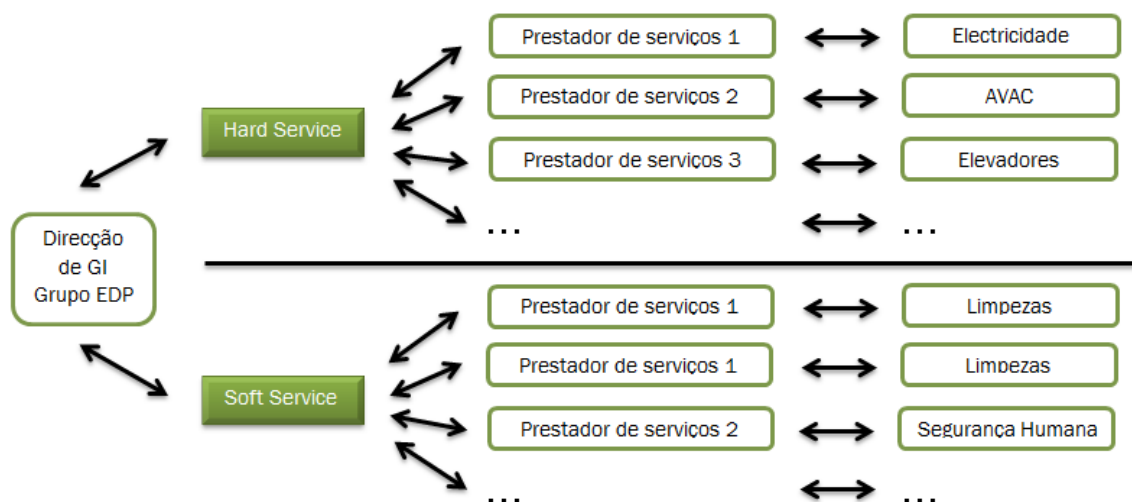 Prestador de serviços 1
Electricidade
Prestador de serviços 2
AVAC
Hard Service
Prestador de serviços 3
Elevadores
...
...
Direcção
de GI
Grupo EDP
Prestador de serviços 1
Limpezas
Prestador de serviços 1
Limpezas
Soft Service
Prestador de serviços 2
Segurança Humana
...
...